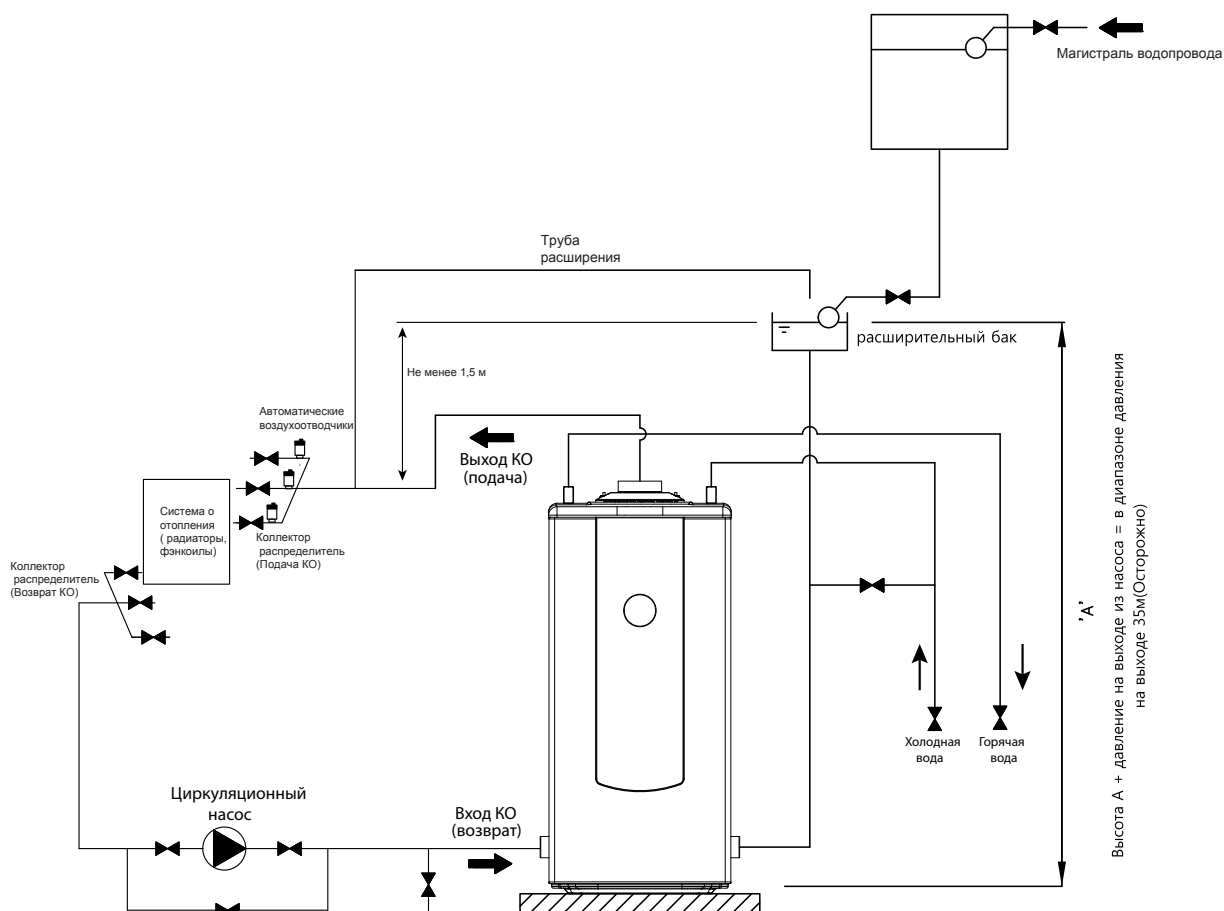 Магистраль водопровода
Труба
расширения
расширительный бак
Не менее 1,5 м
Автоматические
воздухоотводчики
Выход КО
(подача)
Система о
отопления
( радиаторы,
фэнкоилы)
Коллектор
распределитель
(Подача КО)
Коллектор
распределитель
(Возврат КО)
Холодная
вода
Горячая
вода
Циркуляционный
насос
Вход КО
(возврат)
'A'
Высота А + давление на выходе из насоса = в диапазоне давления
на выходе 35м(Осторожно)